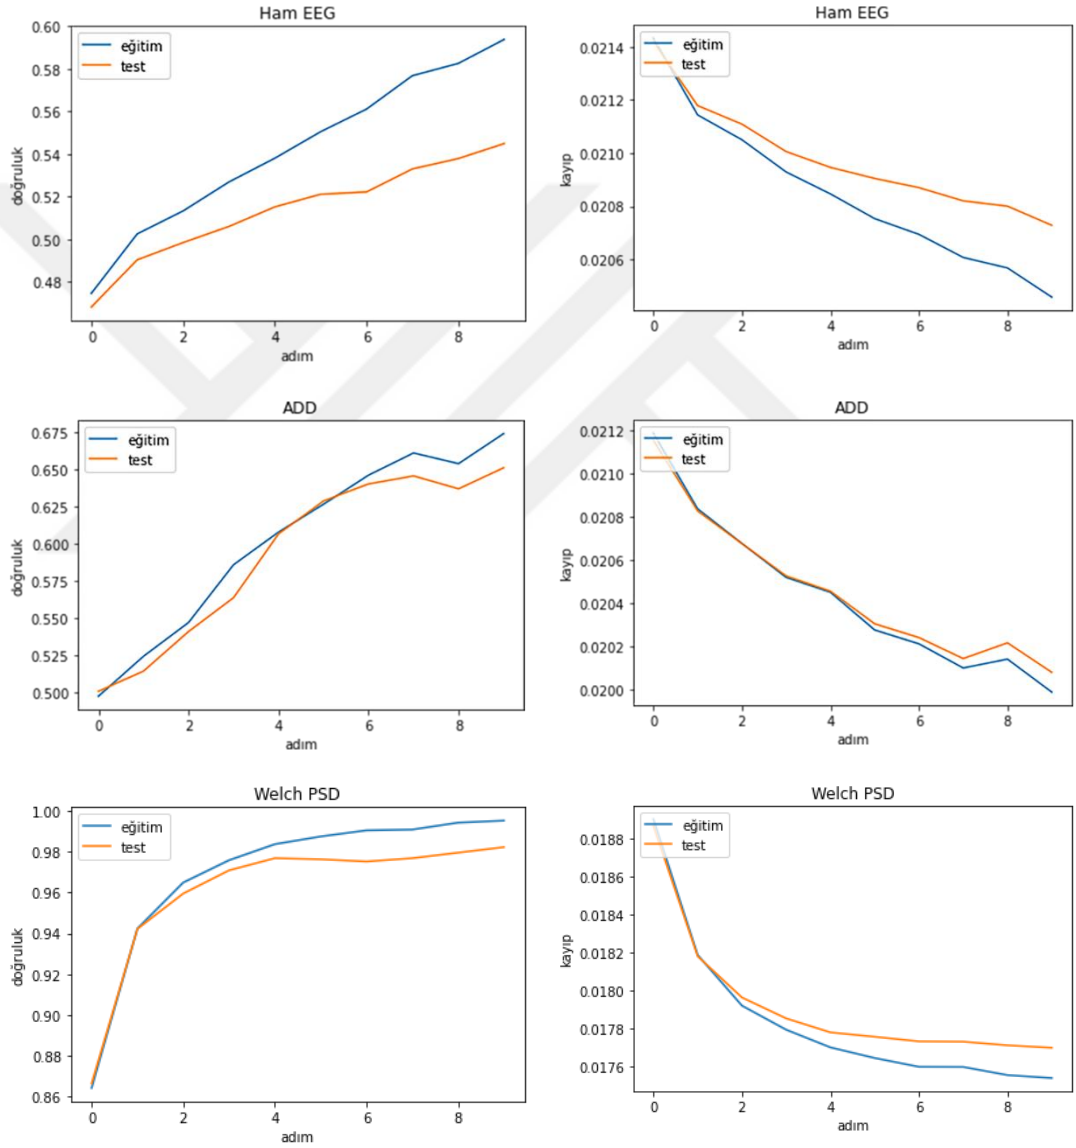 Ham EEG
doğruluk
0.60
0.58
0.56
0.54
0.52
0.50
0.48
eğitim
test
0 2 4 6 8
adım
Ham EEG
kayıp
0.0214
0.0212
0.0210
0.0208
0.0206
eğitim
test
0 2 4 6 8
adım
ADD
doğruluk
0.675
0.650
0.625
0.600
0.575
0.550
0.525
0.500
eğitim
test
0 2 4 6 8
adım
ADD
kayıp
0.0212
0.0210
0.0208
0.0206
0.0204
0.0202
0.0200
eğitim
test
0 2 4 6 8
adım
Welch PSD
doğruluk
1.00
0.98
0.96
0.94
0.92
0.90
0.88
0.86
eğitim
test
0 2 4 6 8
adım
Welch PSD
kayıp
0.0188
0.0186
0.0184
0.0182
0.0180
0.0178
0.0176
eğitim
test
0 2 4 6 8
adım